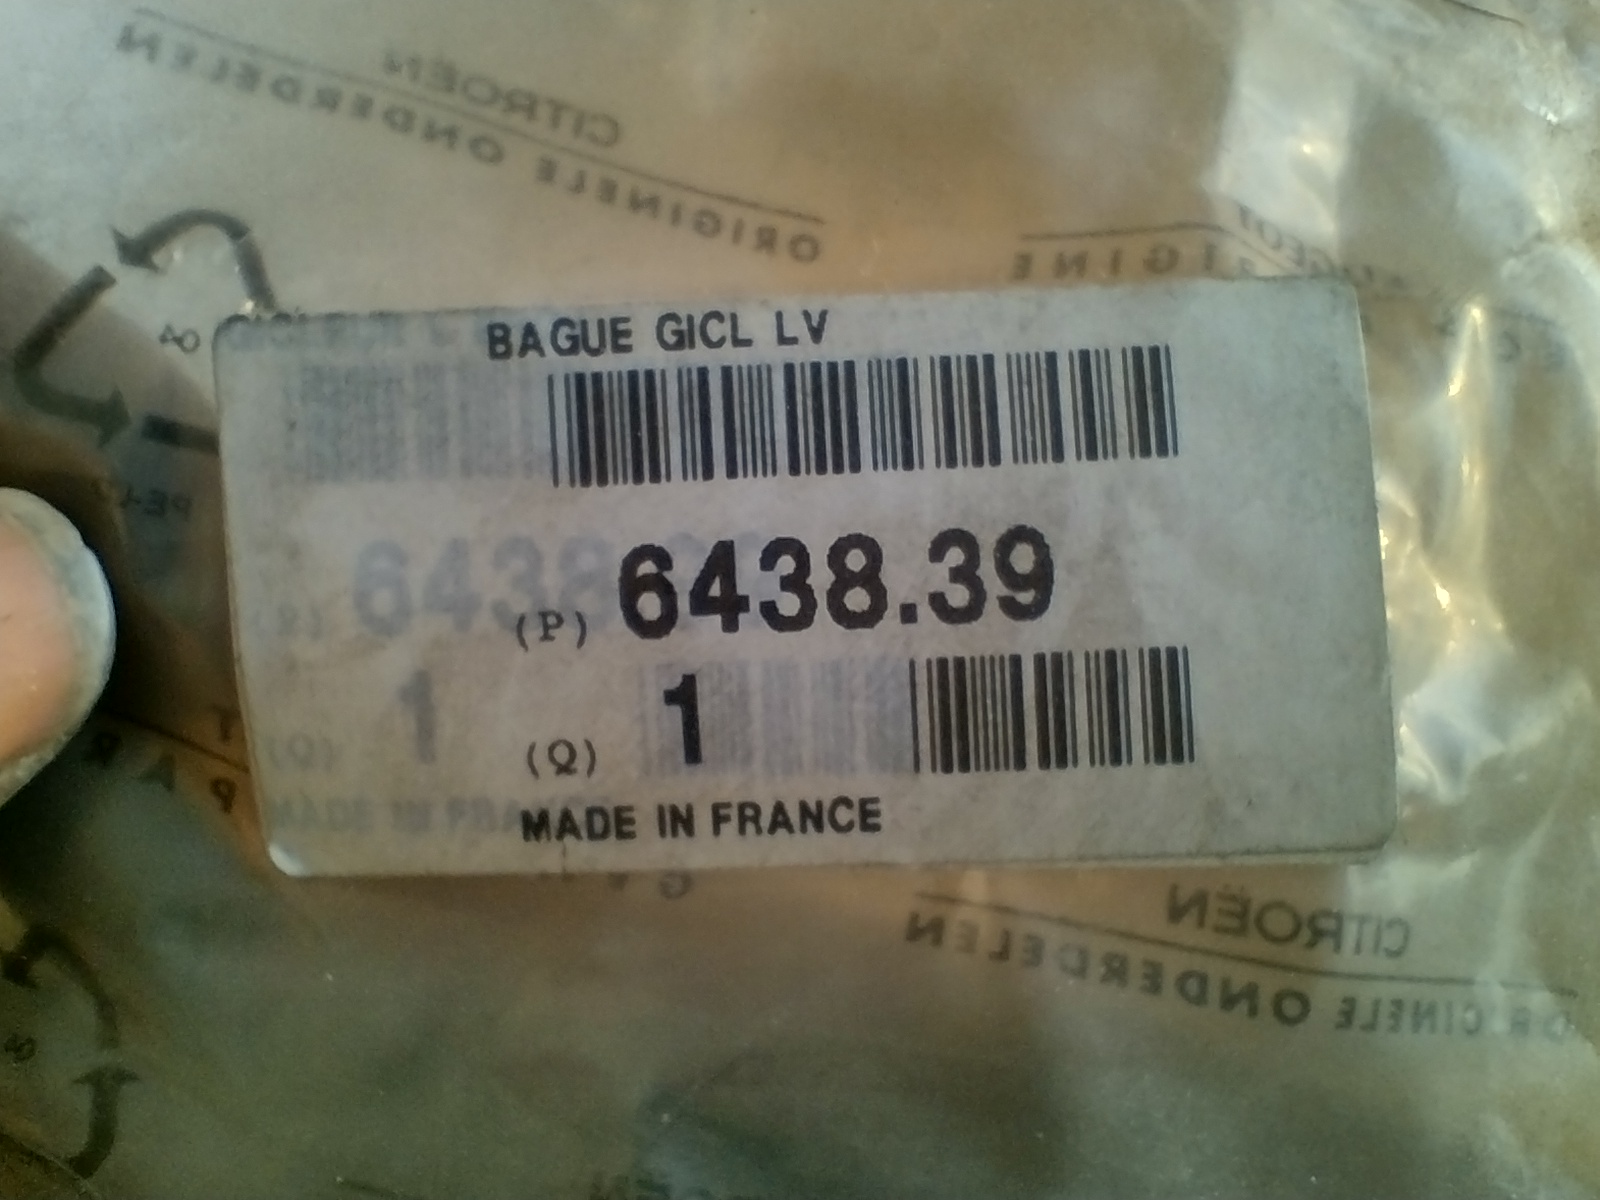 CITROËN
ORIGINELE ONDERDELEN
BAGUE GICL LV
(P) 6438.39
(Q) 1
MADE IN FRANCE
CITROËN
ORIGINELE ONDERDELEN